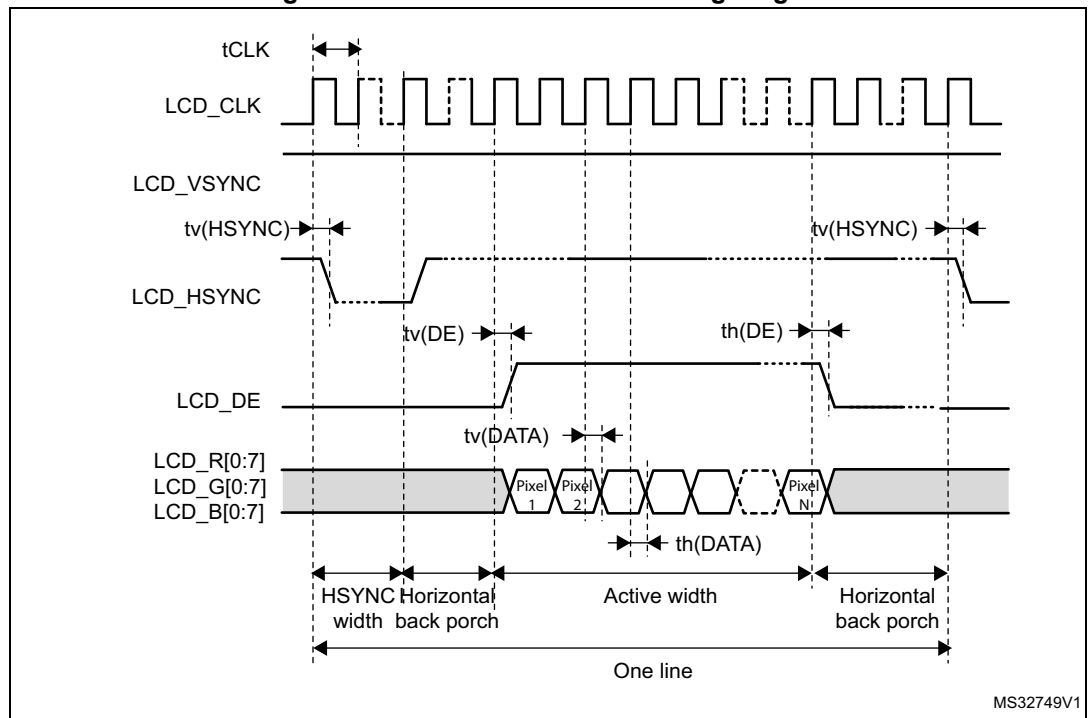 tCLK
LCD_CLK
LCD_VSYNC
tv(HSYNC)
tv(HSYNC)
LCD_HSYNC
tv(DE)
th(DE)
LCD_DE
tv(DATA)
LCD_R[0:7]
LCD_G[0:7]
LCD_B[0:7]
Pixel 1
Pixel 2
Pixel N
th(DATA)
HSYNC width
Horizontal back porch
Active width
Horizontal back porch
One line
MS32749V1